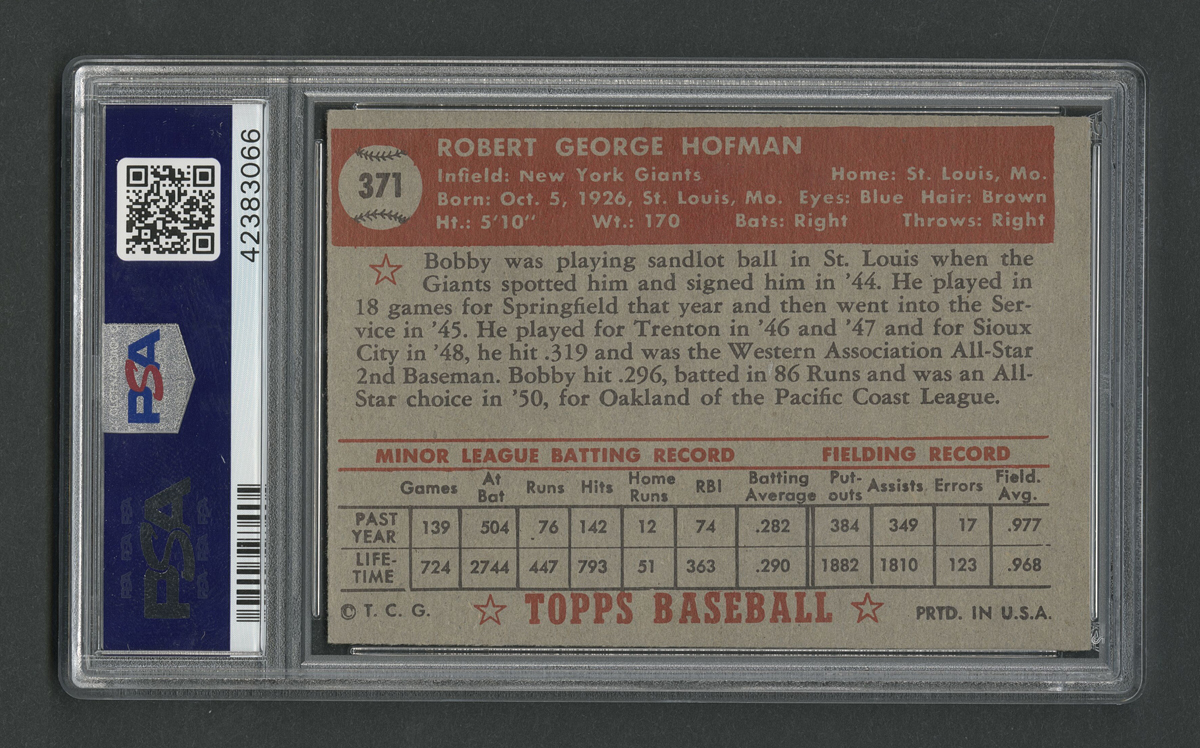 42383066
PSA
PSA
371
ROBERT GEORGE HOFMAN
Infield: New York Giants Home: St. Louis, Mo.
Born: Oct. 5, 1926, St. Louis, Mo. Eyes: Blue Hair: Brown
Ht.: 5'10" Wt.: 170 Bats: Right Throws: Right
Bobby was playing sandlot ball in St. Louis when the
Giants spotted him and signed him in '44. He played in
18 games for Springfield that year and then went into the Ser-
vice in '45. He played for Trenton in '46 and '47 and for Sioux
City in '48, he hit .319 and was the Western Association All-Star
2nd Baseman. Bobby hit .296, batted in 86 Runs and was an All-
Star choice in '50, for Oakland of the Pacific Coast League.
MINOR LEAGUE BATTING RECORD FIELDING RECORD
Games At Bat Runs Hits Home Runs RBI Batting Average Put-outs Assists Errors Field. Avg.
PAST YEAR 139 504 76 142 12 74 .282 384 349 17 .977
LIFE-TIME 724 2744 447 793 51 363 .290 1882 1810 123 .968
© T. C. G. TOPPS BASEBALL PRTD. IN U.S.A.